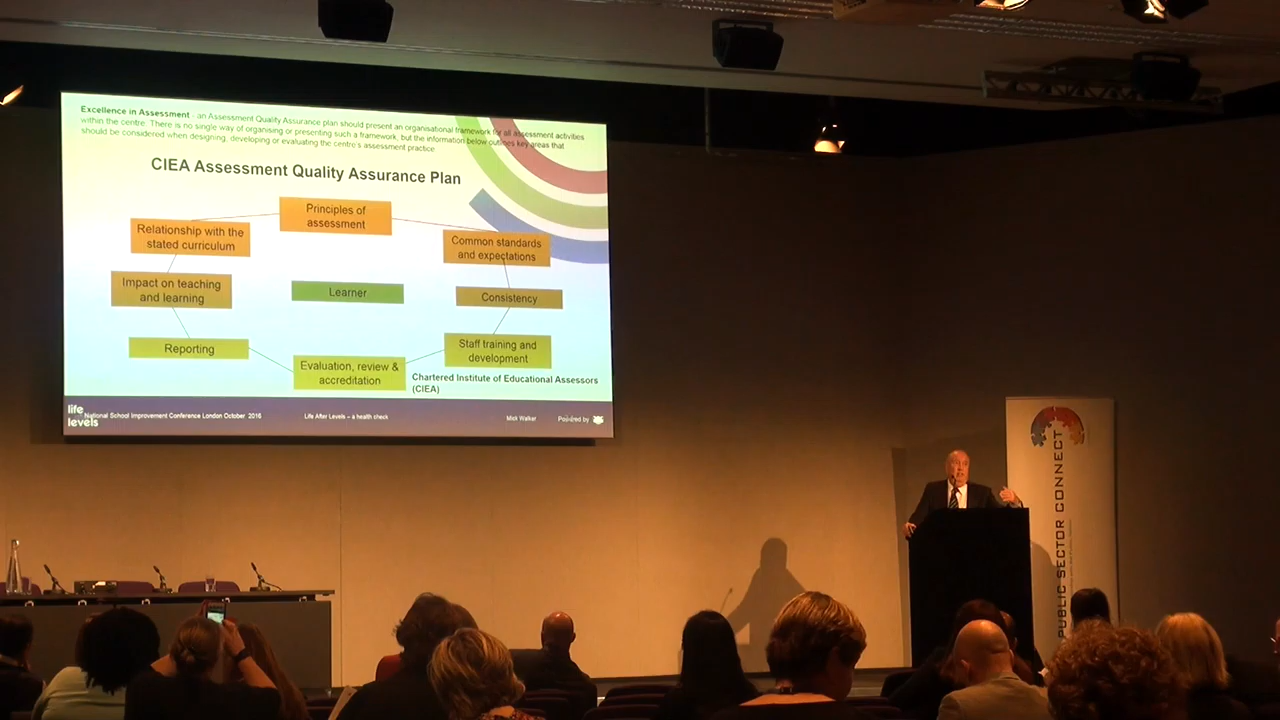 Excellence in Assessment - an Assessment Quality Assurance plan should present an organisational framework for all assessment activities
within the centre. There is no single way of organising or presenting such a framework, but the information below outlines key areas that
should be considered when designing, developing or evaluating the centre's assessment practice
CIEA Assessment Quality Assurance Plan
Principles of
assessment
Relationship with the
stated curriculum
Common standards
and expectations
Impact on teaching
and learning
Learner
Consistency
Reporting
Staff training and
development
Evaluation, review &
accreditation
Chartered Institute of Educational Assessors
(CIEA)
life
levels
National School Improvement Conference London October 2016
Life After Levels – a health check
Mick Walker
Powered by
PUBLIC SECTOR CONNECT